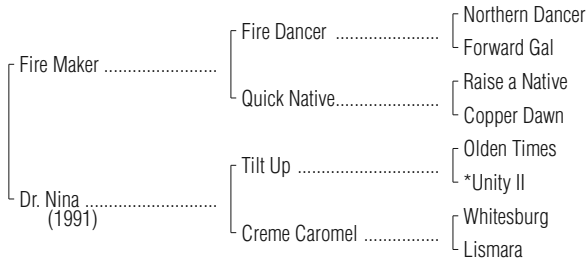 Northern Dancer
Fire Dancer ..................
Forward Gal
Fire Maker ....................
Raise a Native
Quick Native..................
Copper Dawn
Olden Times
Tilt Up .........................
*Unity II
Dr. Nina .......................
(1991)
Whitesburg
Creme Caromel .............
Lismara